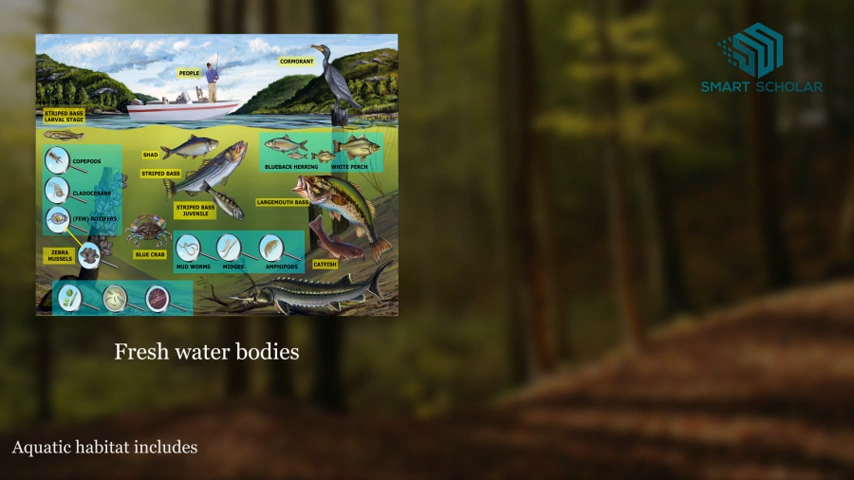 SMART SCHOLAR
PEOPLE
CORMORANT
STRIPED BASS
LARVAL STAGE
COPEPODS
CLADOCERANS
(FEW) ROTIFERS
ZEBRA
MUSSELS
SHAD
STRIPED BASS
STRIPED BASS
JUVENILE
BLUEBACK HERRING
WHITE PERCH
LARGEMOUTH BASS
BLUE CRAB
MUD WORMS
MIDGES
AMPHIPODS
CATFISH
Fresh water bodies
Aquatic habitat includes